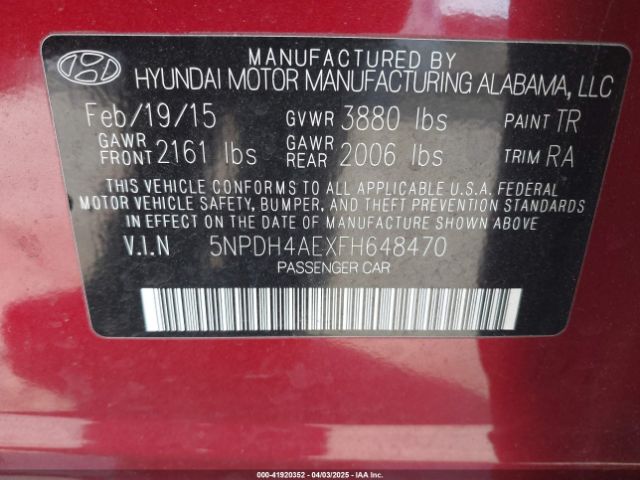 MANUFACTURED BY
HYUNDAI MOTOR MANUFACTURING ALABAMA, LLC
Feb/19/15 GVWR 3880 lbs PAINT TR
GAWR FRONT 2161 lbs GAWR REAR 2006 lbs TRIM RA
THIS VEHICLE CONFORMS TO ALL APPLICABLE U.S.A. FEDERAL
MOTOR VEHICLE SAFETY, BUMPER, AND THEFT PREVENTION STANDARDS
IN EFFECT ON THE DATE OF MANUFACTURE SHOWN ABOVE
V.I.N 5NPDH4AEXFH648470
PASSENGER CAR
000-41920352 - 04/03/2025 - IAA Inc.